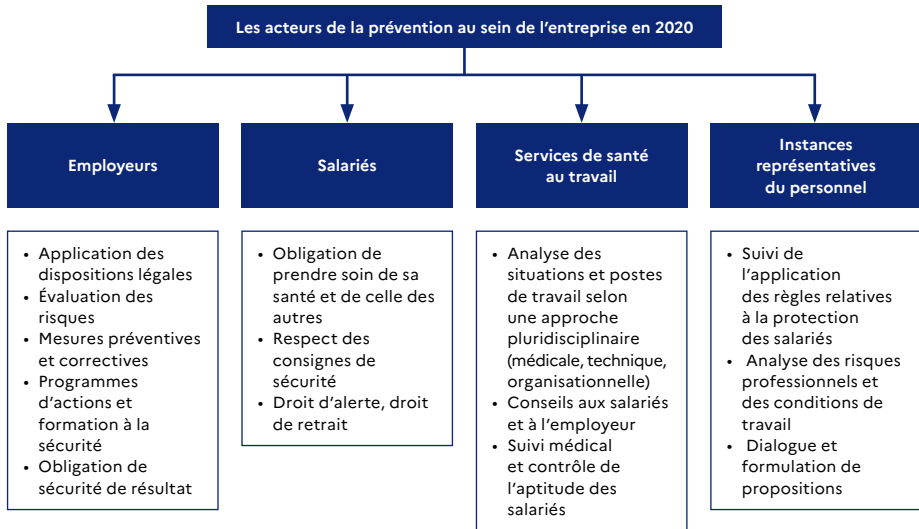 Les acteurs de la prévention au sein de l'entreprise en 2020
Employeurs
• Application des
dispositions légales
• Évaluation des
risques
• Mesures préventives
et correctives
• Programmes
d'actions et
formation à la
sécurité
• Obligation de
sécurité de résultat
Salariés
• Obligation de
prendre soin de sa
santé et de celle des
autres
• Respect des
consignes de
sécurité
• Droit d'alerte, droit
de retrait
Services de santé
au travail
• Analyse des
situations et postes
de travail selon
une approche
pluridisciplinaire
(médicale, technique,
organisationnelle)
• Conseils aux salariés
et à l'employeur
• Suivi médical
et contrôle de
l'aptitude des
salariés
Instances
représentatives
du personnel
• Suivi de
l'application
des règles relatives
à la protection
des salariés
• Analyse des risques
professionnels et
des conditions de
travail
• Dialogue et
formulation de
propositions